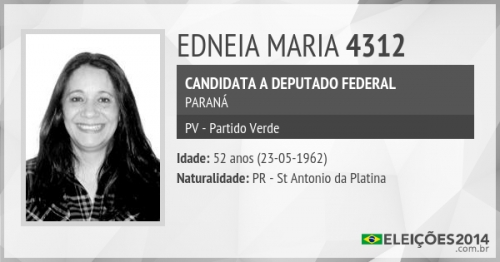 EDNEIA MARIA 4312
CANDIDATA A DEPUTADO FEDERAL
PARANÁ
PV - Partido Verde
Idade: 52 anos (23-05-1962)
Naturalidade: PR - St Antonio da Platina
ELEIÇÕES2014
.com.br